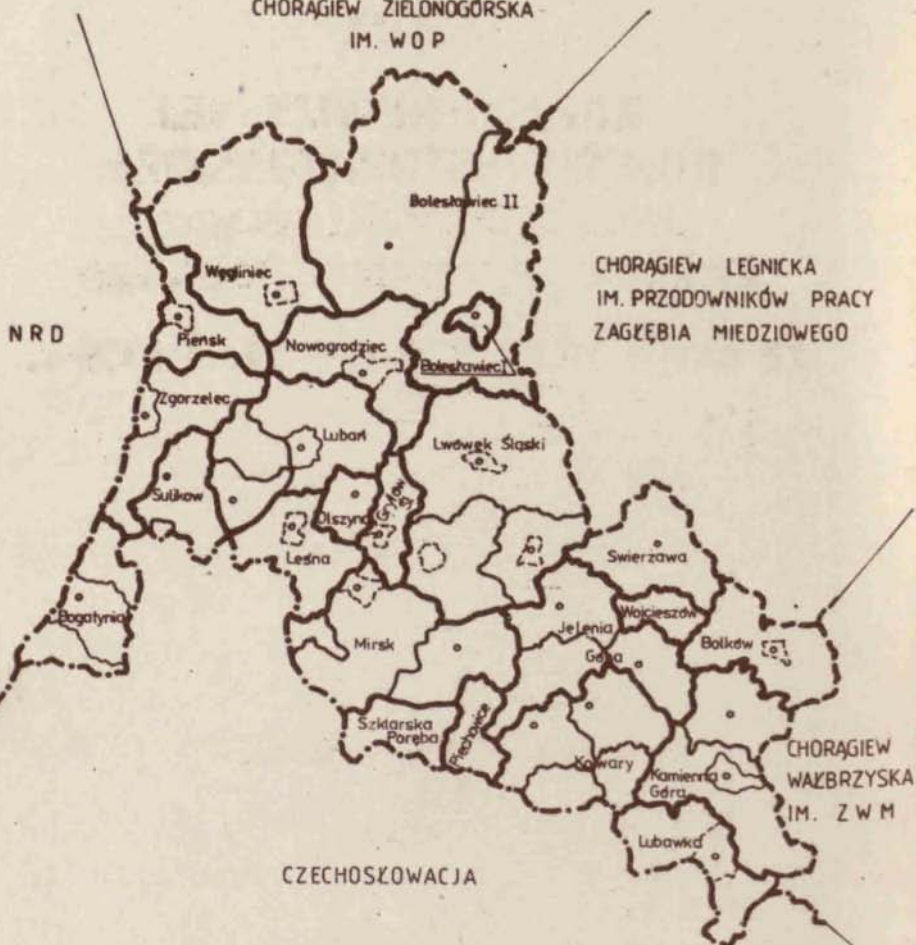 CHORĄGIEW ZIELONOGÓRSKA
IM. WOP
Bolesławiec II
Węgliniec
CHORĄGIEW LEGNICKA
IM. PRZODOWNIKÓW PRACY
ZAGŁĘBIA MIEDZIOWEGO
NRD
Pieńsk
Nowogrodziec
Bolesławiec I
Zgorzelec
Lubań
Lwówek Śląski
Sulików
Olszyna
Gryfów
Leśna
Swierzawa
Bogatynia
Wojcieszów
Mirsk
Jelenia
Góra
Bolków
Szklarska
Poręba
Piechowice
Kowary
Kamienna
Góra
CHORĄGIEW
WAŁBRZYSKA
IM. ZWM
Lubawka
CZECHOSŁOWACJA